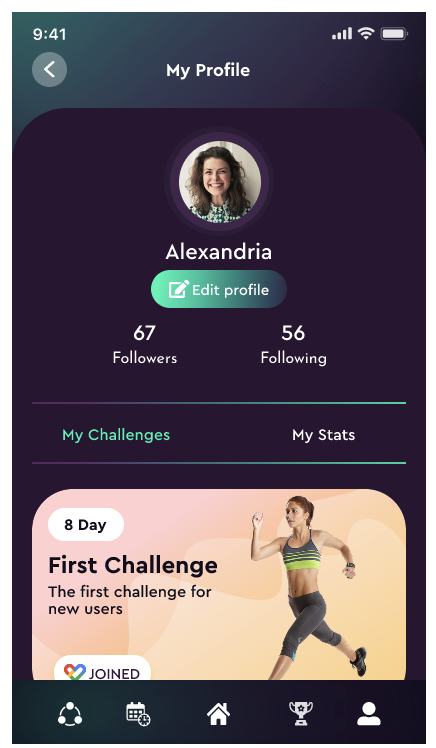 9:41
My Profile
Alexandria
Edit profile
67
Followers
56
Following
My Challenges
My Stats
8 Day
First Challenge
The first challenge for
new users
JOINED